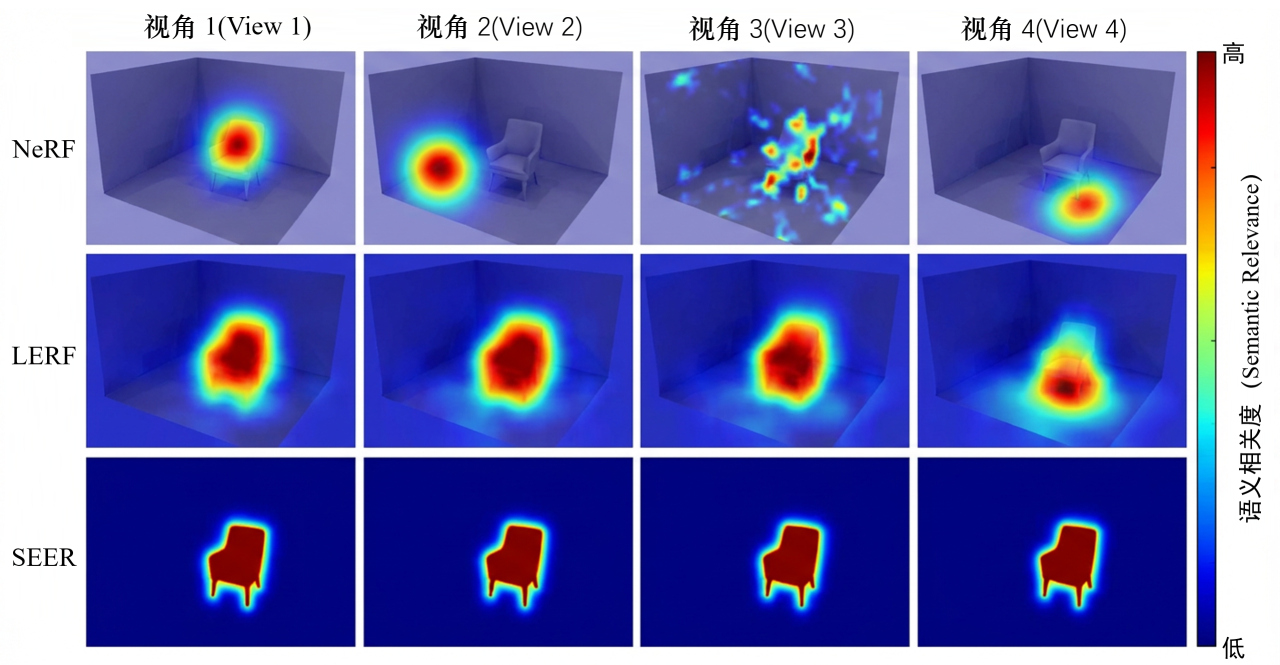 视角 1(View 1)
视角 2(View 2)
视角 3(View 3)
视角 4(View 4)
高
NeRF
LERF
SEER
语义相关度 (Semantic Relevance)
低